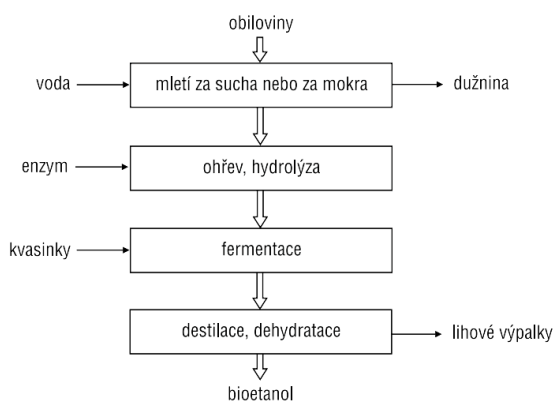 obiloviny
voda
mletí za sucha nebo za mokra
dužnina
enzym
ohřev, hydrolýza
kvasinky
fermentace
destilace, dehydratace
lihové výpalky
bioetanol